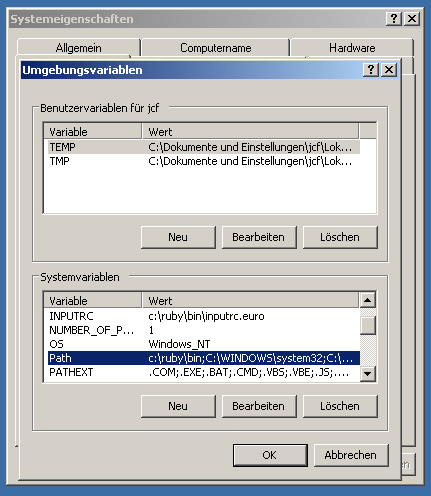 Systemeigenschaften
Allgemein Computername Hardware
Umgebungsvariablen
Benutzervariablen für jcf
Variable Wert
TEMP C:\Dokumente und Einstellungen\jcf\Lok...
TMP C:\Dokumente und Einstellungen\jcf\Lok...
Neu Bearbeiten Löschen
Systemvariablen
Variable Wert
INPUTRC c:\ruby\bin\inputrc.euro
NUMBER_OF_P... 1
OS Windows_NT
Path c:\ruby\bin;C:\WINDOWS\system32;C:\...
PATHEXT .COM;.EXE;.BAT;.CMD;.VBS;.VBE;.JS;....
Neu Bearbeiten Löschen
OK Abbrechen